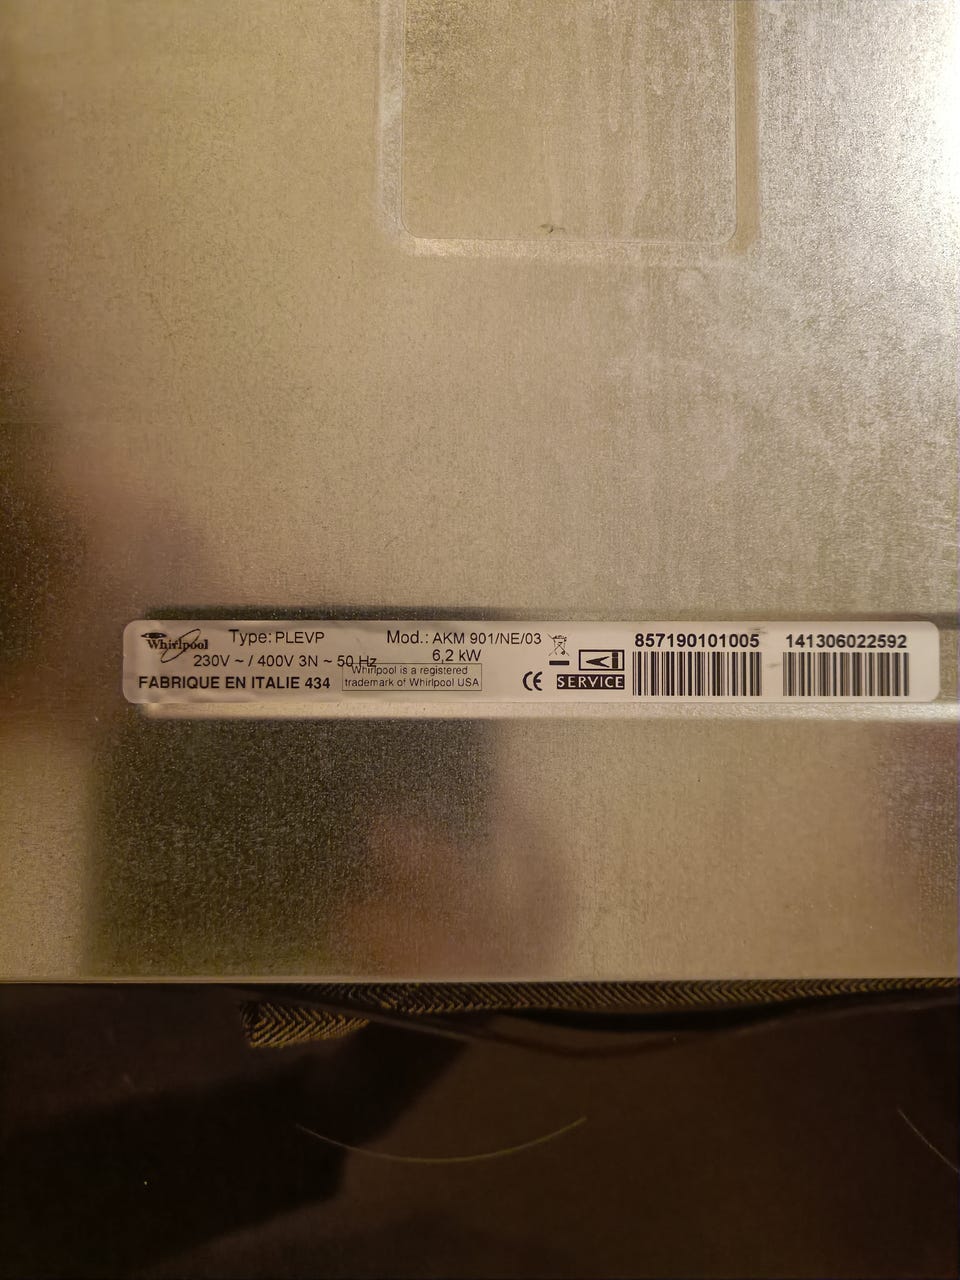 Whirlpool Type: PLEVP Mod.: AKM 901/NE/03
230V ~ / 400V 3N ~ 50 Hz 6,2 kW
FABRIQUE EN ITALIE 434
Whirlpool is a registered
trademark of Whirlpool USA
CE
SERVICE
857190101005
141306022592